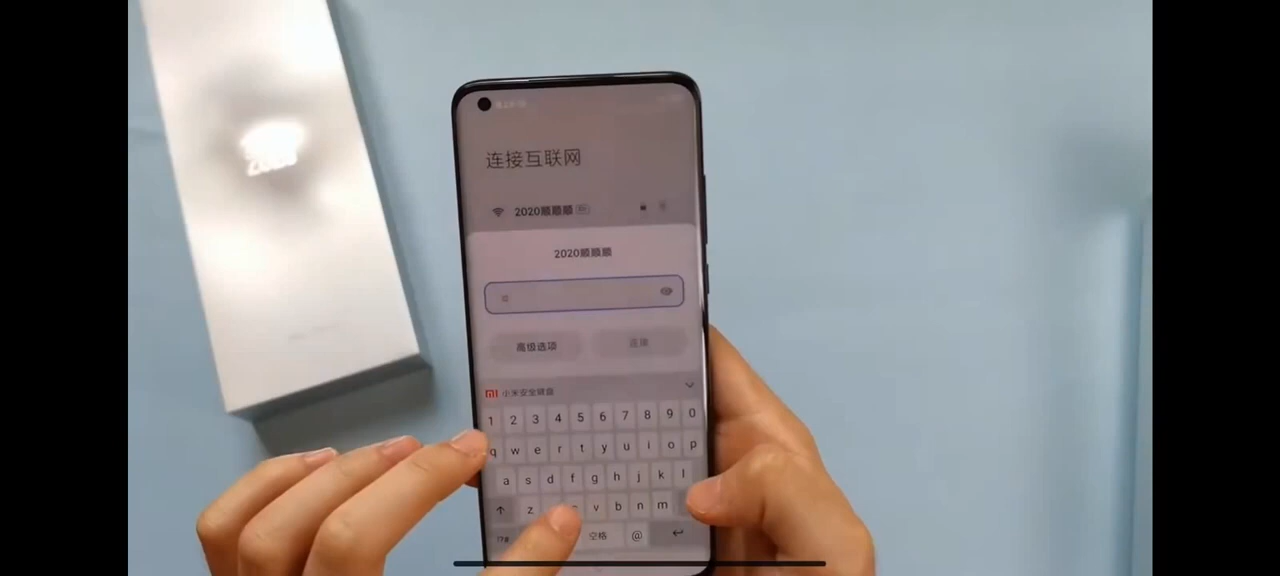 连接互联网
2020顺顺顺
2020顺顺顺
高级选项 连接
小米安全键盘
1 2 3 4 5 6 7 8 9 0
q w e r t y u i o p
a s d f g h j k l
z v b n m
!?# 空格 @